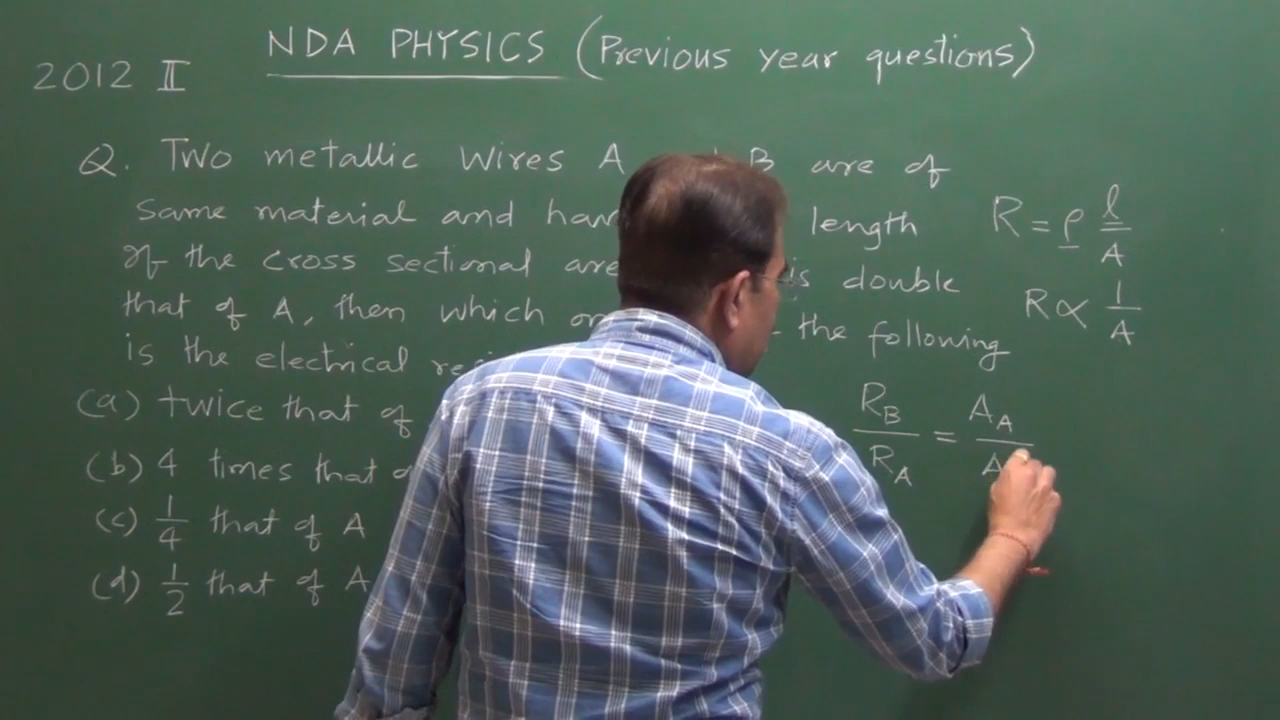 NDA PHYSICS (Previous year questions)
2012 II
Q. Two metallic wires A B are of
same material and hav length
If the cross sectional are is double
that of A, then which on the following
is the electrical
(a) twice that of
(b) 4 times that
(c) 1/4 that of A
(d) 1/2 that of A
R = ρ l/A
R ∝ 1/A
R_B/R_A = A_A/A